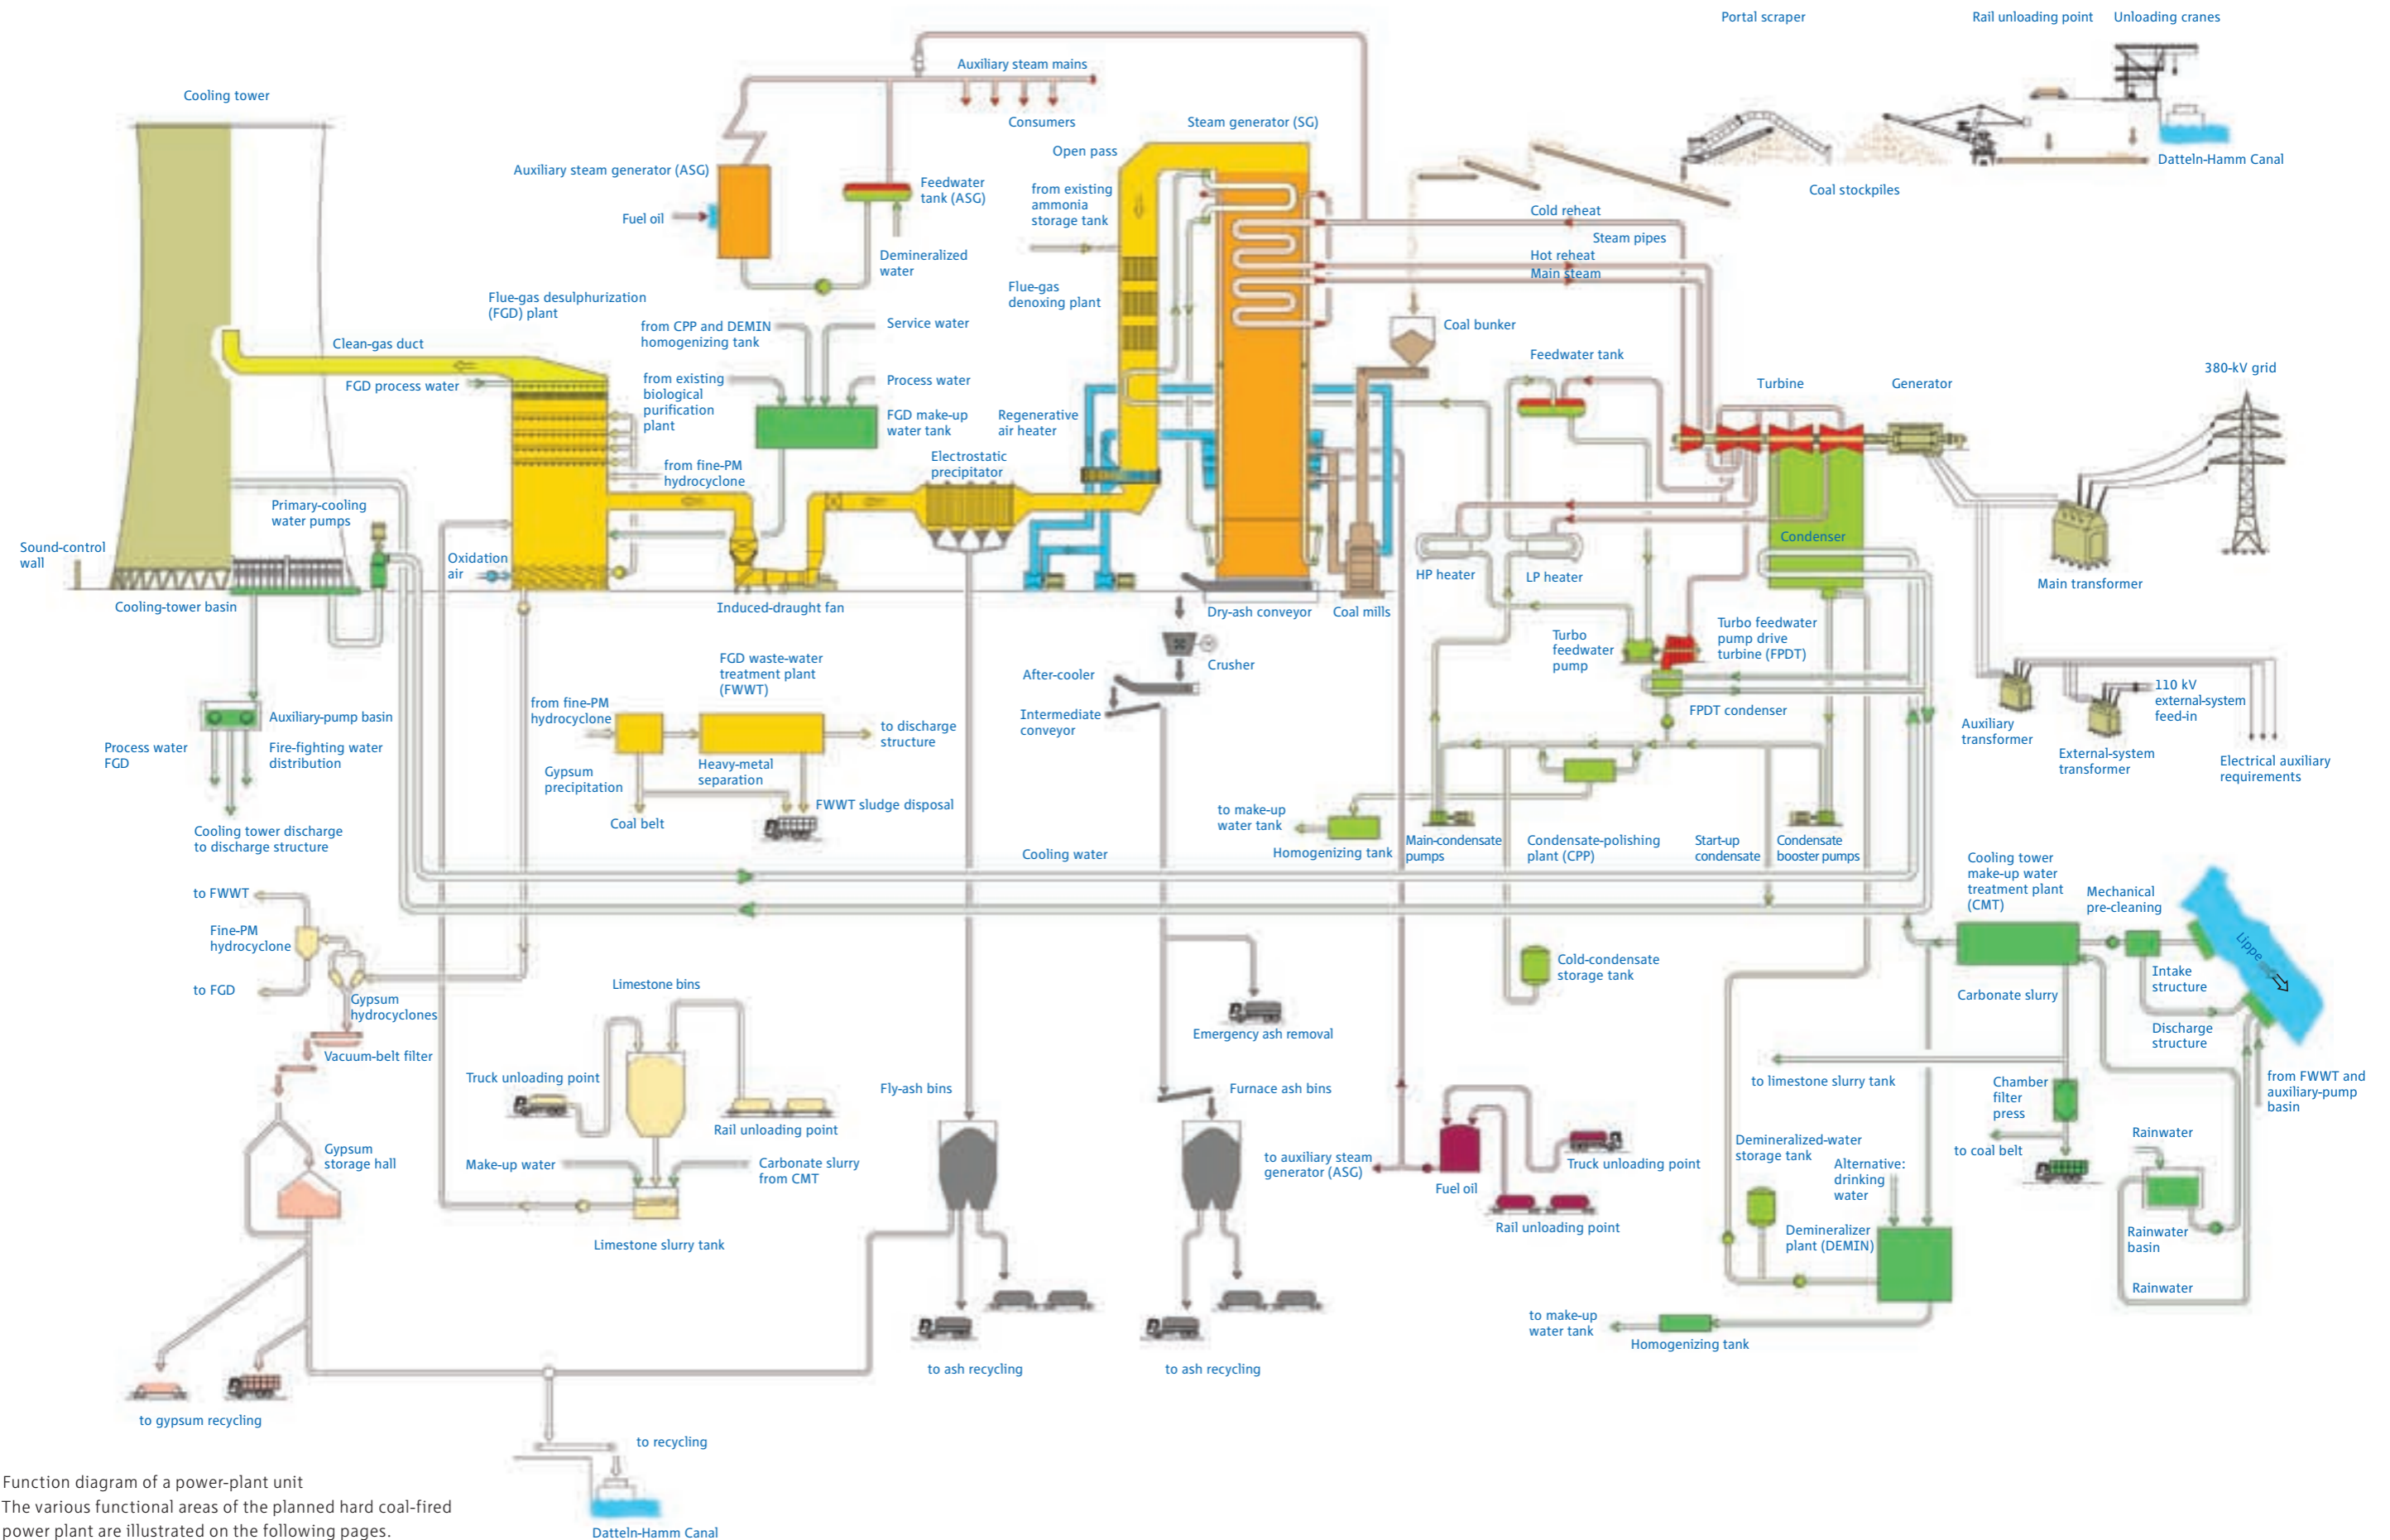 Portal scraper
Rail unloading point
Unloading cranes
Auxiliary steam mains
Cooling tower
Consumers
Steam generator (SG)
Open pass
Datteln-Hamm Canal
Auxiliary steam generator (ASG)
Feedwater
tank (ASG)
from existing
ammonia
storage tank
Coal stockpiles
Fuel oil
Cold reheat
Steam pipes
Demineralized
water
Hot reheat
Main steam
Flue-gas
denoxing plant
Flue-gas desulphurization
(FGD) plant
from CPP and DEMIN
homogenizing tank
Service water
Coal bunker
Clean-gas duct
Feedwater tank
380-kV grid
FGD process water
from existing
biological
purification
plant
Process water
Turbine
Generator
FGD make-up
water tank
Regenerative
air heater
Electrostatic
precipitator
from fine-PM
hydrocyclone
Primary-cooling
water pumps
Sound-control
wall
Oxidation
air
Condenser
HP heater
LP heater
Main transformer
Cooling-tower basin
Induced-draught fan
Dry-ash conveyor
Coal mills
Turbo
feedwater
pump
Turbo feedwater
pump drive
turbine (FPDT)
FGD waste-water
treatment plant
(FWWT)
Crusher
After-cooler
from fine-PM
hydrocyclone
Intermediate
conveyor
FPDT condenser
110 kV
external-system
feed-in
Auxiliary-pump basin
to discharge
structure
Auxiliary
transformer
Process water
FGD
Fire-fighting water
distribution
External-system
transformer
Electrical auxiliary
requirements
Gypsum
precipitation
Heavy-metal
separation
FWWT sludge disposal
Coal belt
to make-up
water tank
Cooling tower discharge
to discharge structure
Homogenizing tank
Main-condensate
pumps
Condensate-polishing
plant (CPP)
Start-up
condensate
Condensate
booster pumps
Cooling water
Cooling tower
make-up water
treatment plant
(CMT)
Mechanical
pre-cleaning
to FWWT
Fine-PM
hydrocyclone
Lippe
Cold-condensate
storage tank
Intake
structure
to FGD
Gypsum
hydrocyclones
Limestone bins
Carbonate slurry
Discharge
structure
Emergency ash removal
Vacuum-belt filter
Truck unloading point
Fly-ash bins
Furnace ash bins
to limestone slurry tank
Chamber
filter
press
from FWWT and
auxiliary-pump
basin
Rail unloading point
Gypsum
storage hall
Make-up water
Carbonate slurry
from CMT
to auxiliary steam
generator (ASG)
Truck unloading point
Fuel oil
Demineralized-water
storage tank
Alternative:
drinking
water
to coal belt
Rainwater
Rail unloading point
Limestone slurry tank
Demineralizer
plant (DEMIN)
Rainwater
basin
Rainwater
to make-up
water tank
Homogenizing tank
to ash recycling
to ash recycling
to gypsum recycling
to recycling
Datteln-Hamm Canal
Function diagram of a power-plant unit
The various functional areas of the planned hard coal-fired
power plant are illustrated on the following pages.